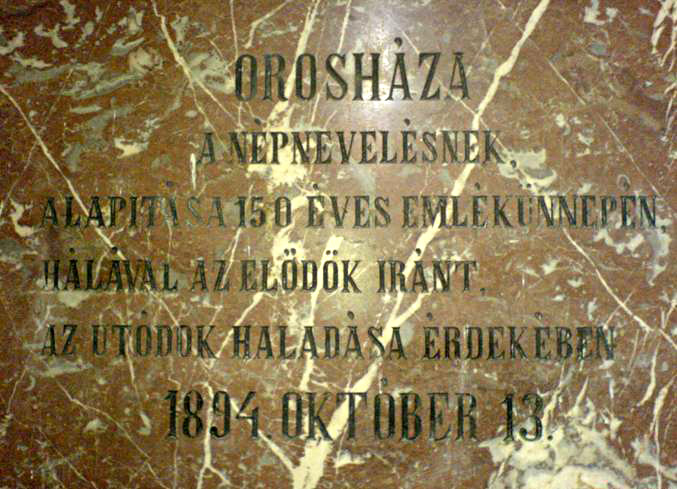 OROSHÁZA
A NÉPNEVELÉSNEK,
ALAPITÁSA 150 ÉVES EMLÉKÜNNEPÉN,
HÁLÁVAL AZ ELŐDÖK IRÁNT,
AZ UTÓDOK HALADÁSA ÉRDEKÉBEN
1894. OKTÓBER 13.